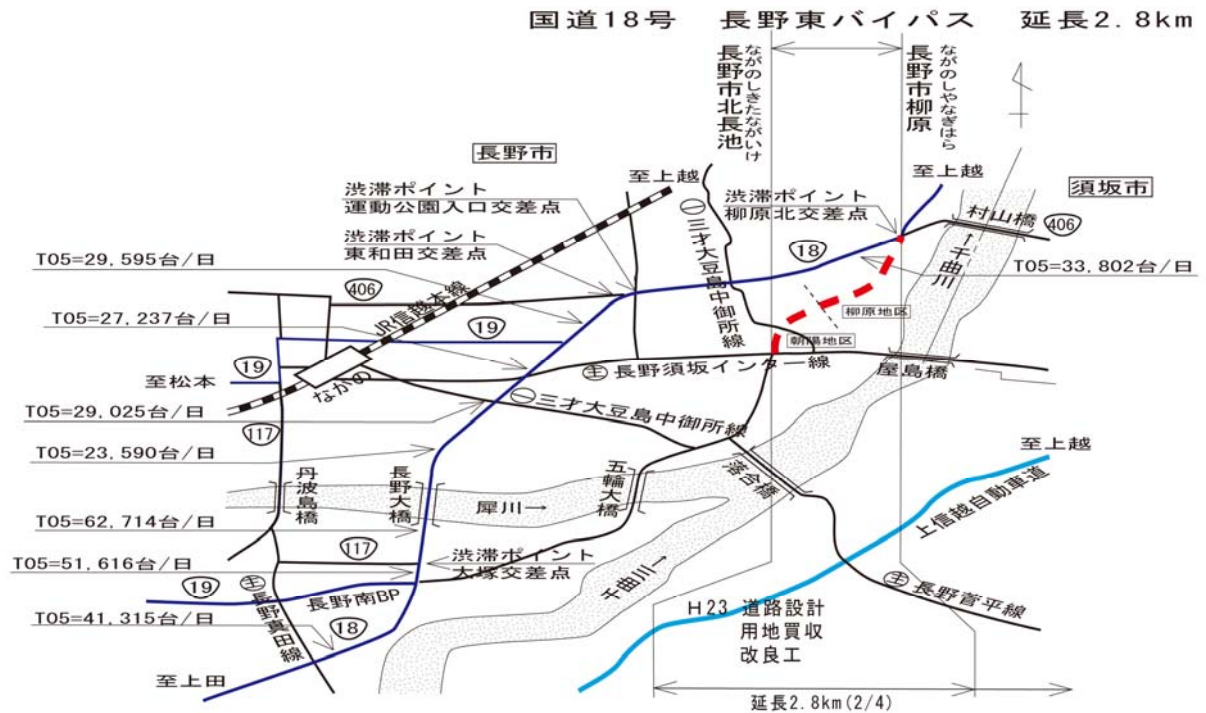 国道18号 長野東バイパス 延長2.8km
ながのしきたながいけ
長野市北長池
ながのしやなぎはら
長野市柳原
長野市
須坂市
至上越
至上越
渋滞ポイント
運動公園入口交差点
渋滞ポイント
東和田交差点
渋滞ポイント
柳原北交差点
村山橋
406
千曲川→
18
T05=33,802台/日
T05=29,595台/日
406
JR信越本線
㊀三才大豆島中御所線
T05=27,237台/日
19
柳原地区
朝陽地区
19
至松本
ながの
㊤長野須坂インター線
屋島橋
T05=29,025台/日
㊀三才大豆島中御所線
117
T05=23,590台/日
丹波島橋
長野大橋
五輪大橋
落合橋
至上越
上信越自動車道
犀川→
T05=62,714台/日
117
渋滞ポイント
大塚交差点
T05=51,616台/日
千曲川→
19
長野南BP
主 長野真田線
主 長野菅平線
T05=41,315台/日
18
H23 道路設計
用地買収
改良工
至上田
延長2.8km(2/4)